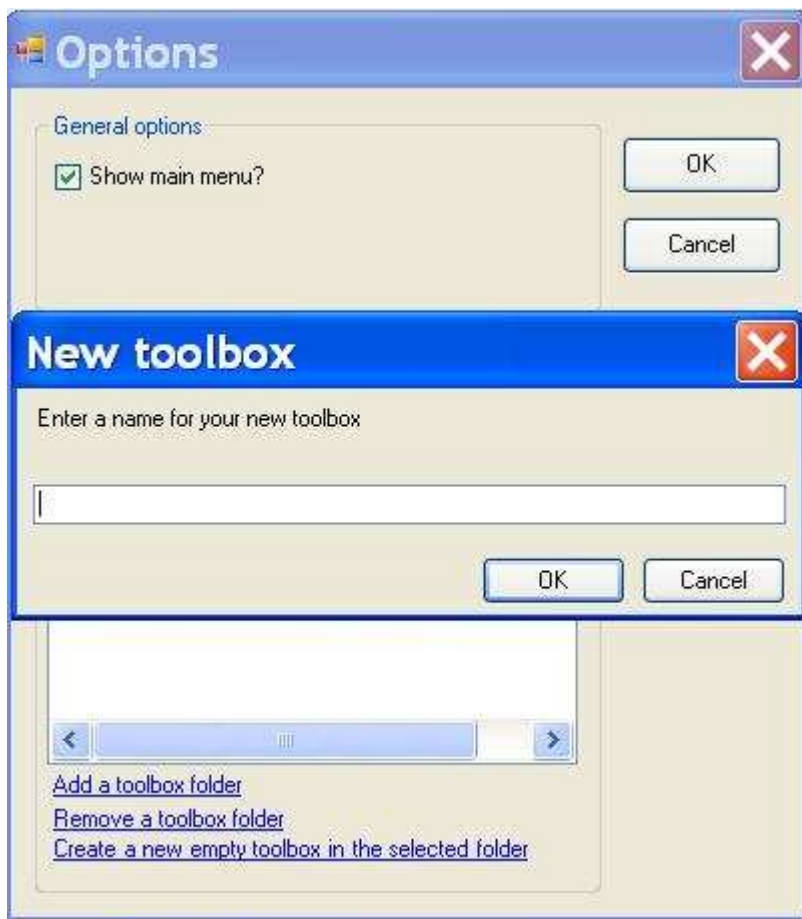 Options
General options
Show main menu?
OK
Cancel
New toolbox
Enter a name for your new toolbox
OK
Cancel
Add a toolbox folder
Remove a toolbox folder
Create a new empty toolbox in the selected folder